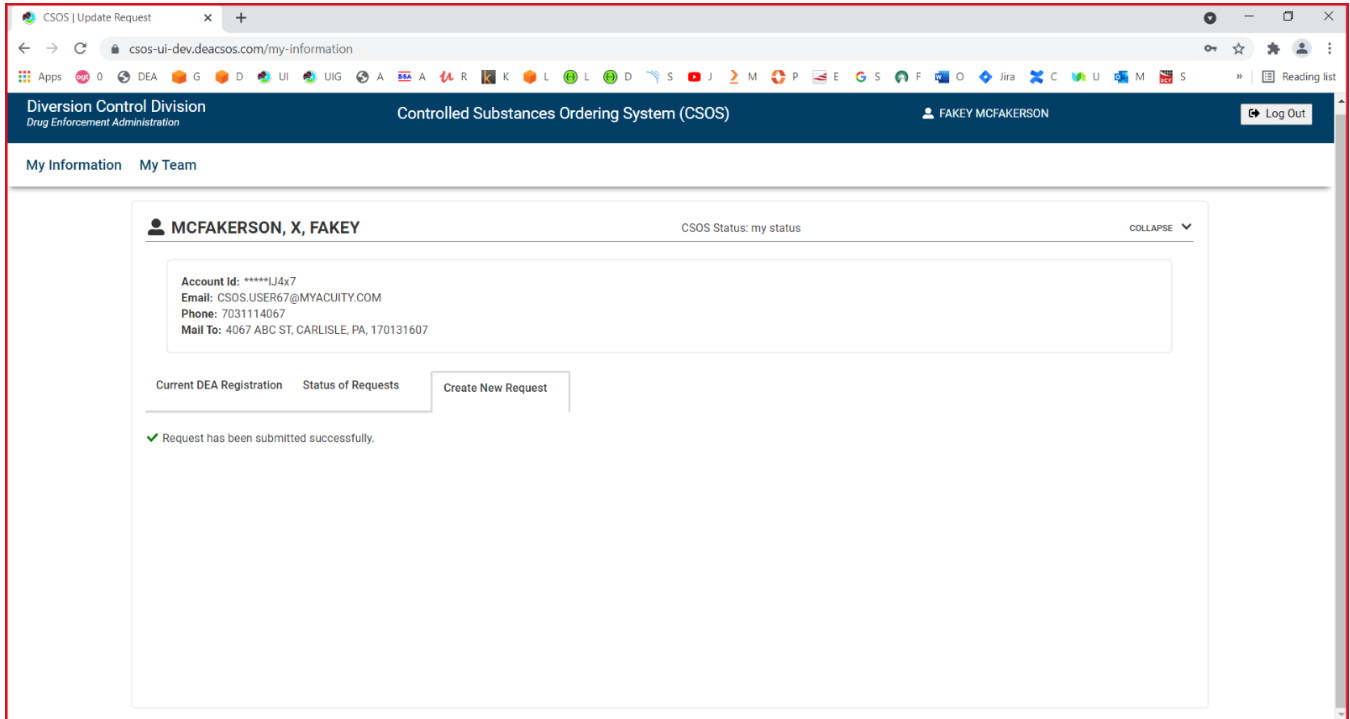 CSOS | Update Request
csos-ui-dev.deacsos.com/my-information
Apps 0 DEA G D UI UIG A A R K L L D S J M P E S F O Jira C U M S » Reading list
Diversion Control Division
Drug Enforcement Administration
Controlled Substances Ordering System (CSOS)
FAKEY MCFAKERSON
Log Out
My Information My Team
MCFAKERSON, X, FAKEY
CSOS Status: my status
COLLAPSE
Account Id: *****IJ4x7
Email: CSOS.USER67@MYACUITY.COM
Phone: 7031114067
Mail To: 4067 ABC ST, CARLISLE, PA, 170131607
Current DEA Registration Status of Requests Create New Request
Request has been submitted successfully.